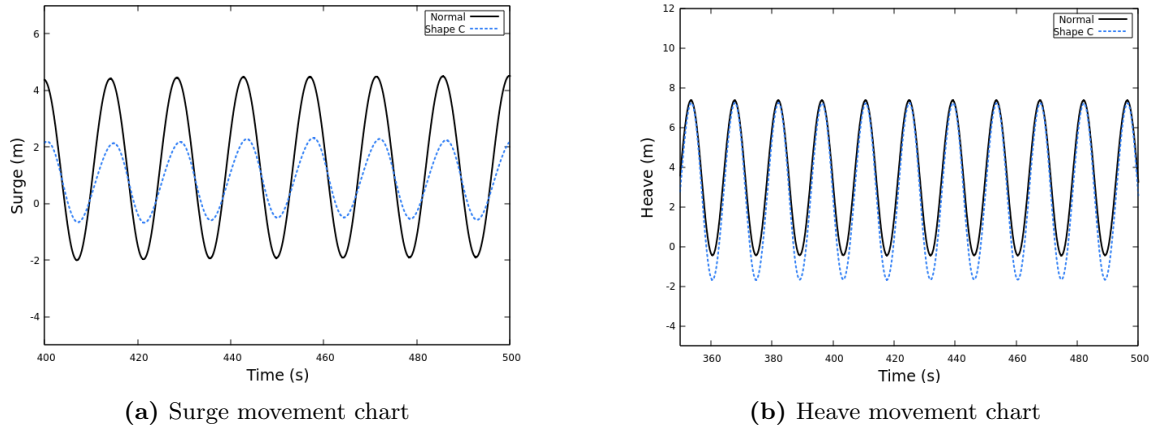 Normal
Shape C
6
4
2
0
-2
-4
Surge (m)
400
420
440
460
480
500
Time (s)
(a) Surge movement chart
Normal
Shape C
12
10
8
6
4
2
0
-2
-4
Heave (m)
360
380
400
420
440
460
480
500
Time (s)
(b) Heave movement chart